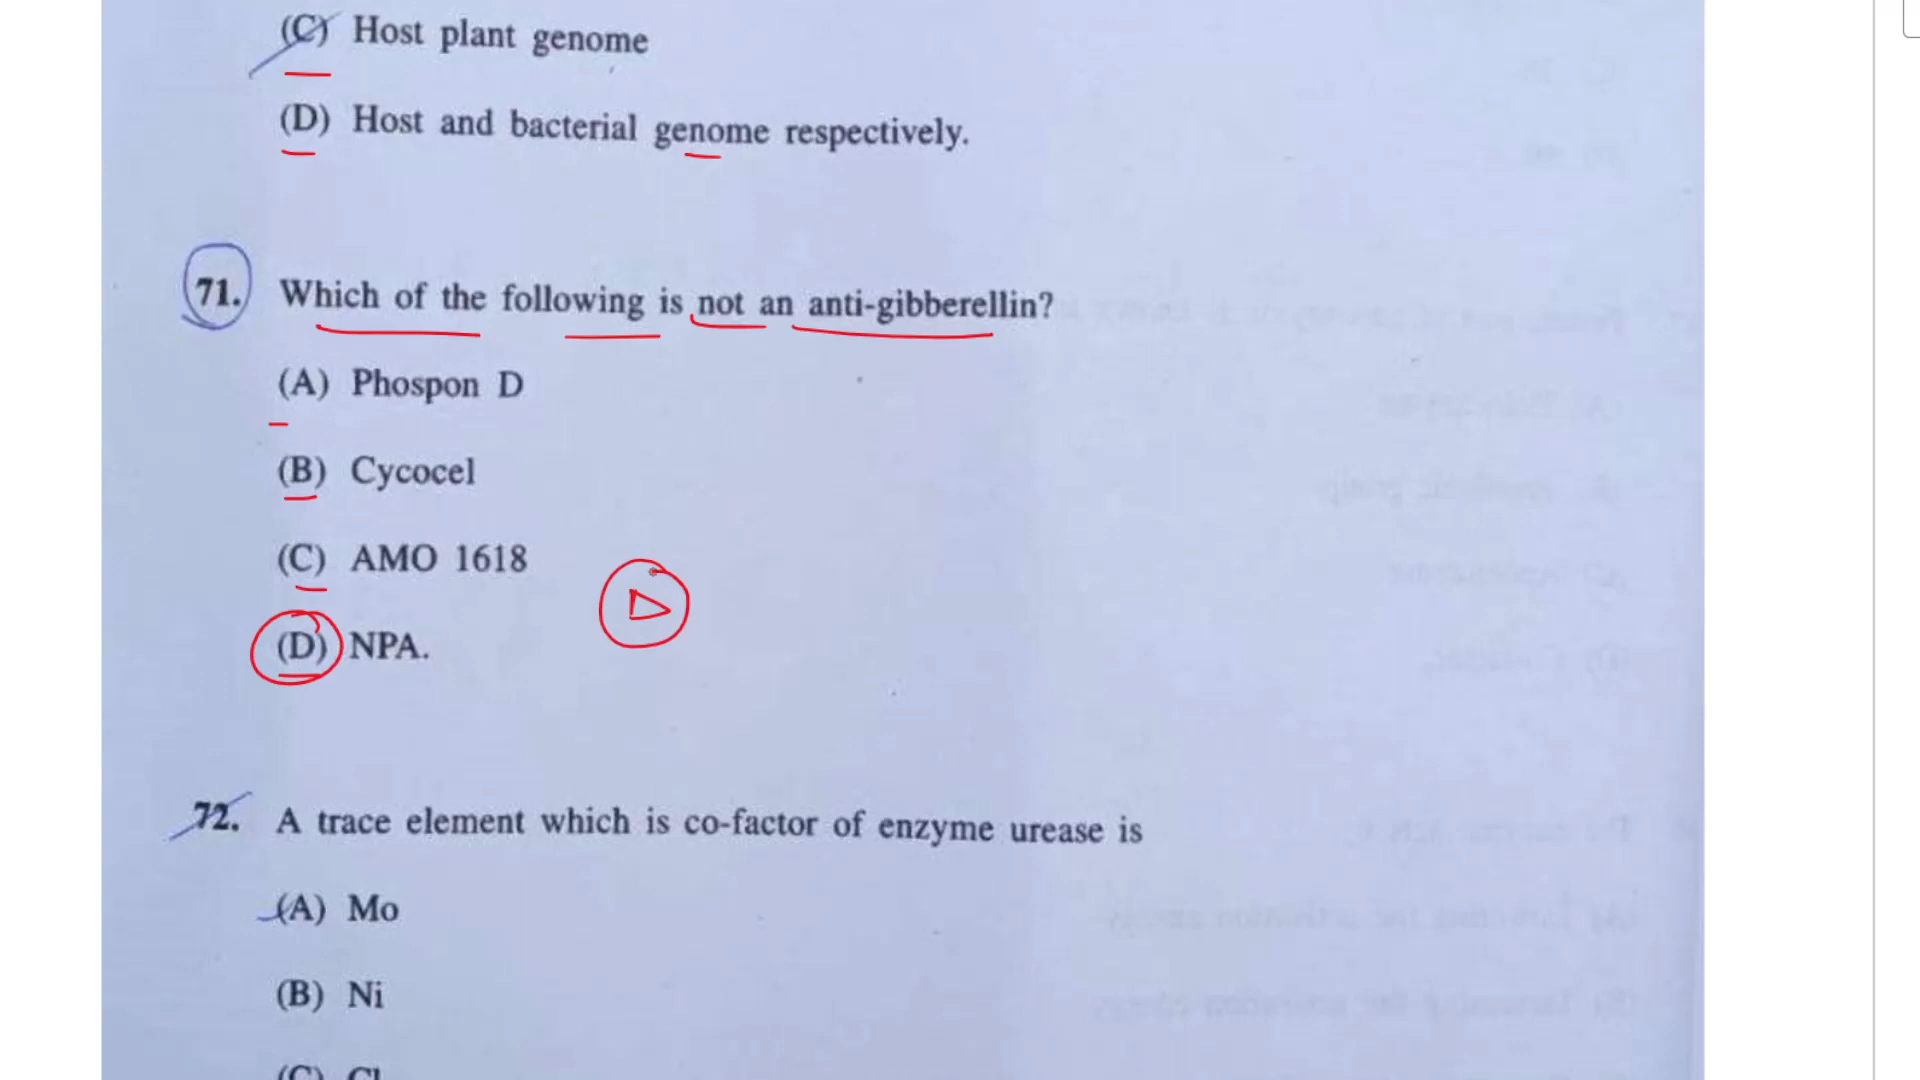 (C) Host plant genome
(D) Host and bacterial genome respectively.
71. Which of the following is not an anti-gibberellin?
(A) Phospon D
(B) Cycocel
(C) AMO 1618
(D) NPA.
72. A trace element which is co-factor of enzyme urease is
(A) Mo
(B) Ni
(C) Cl